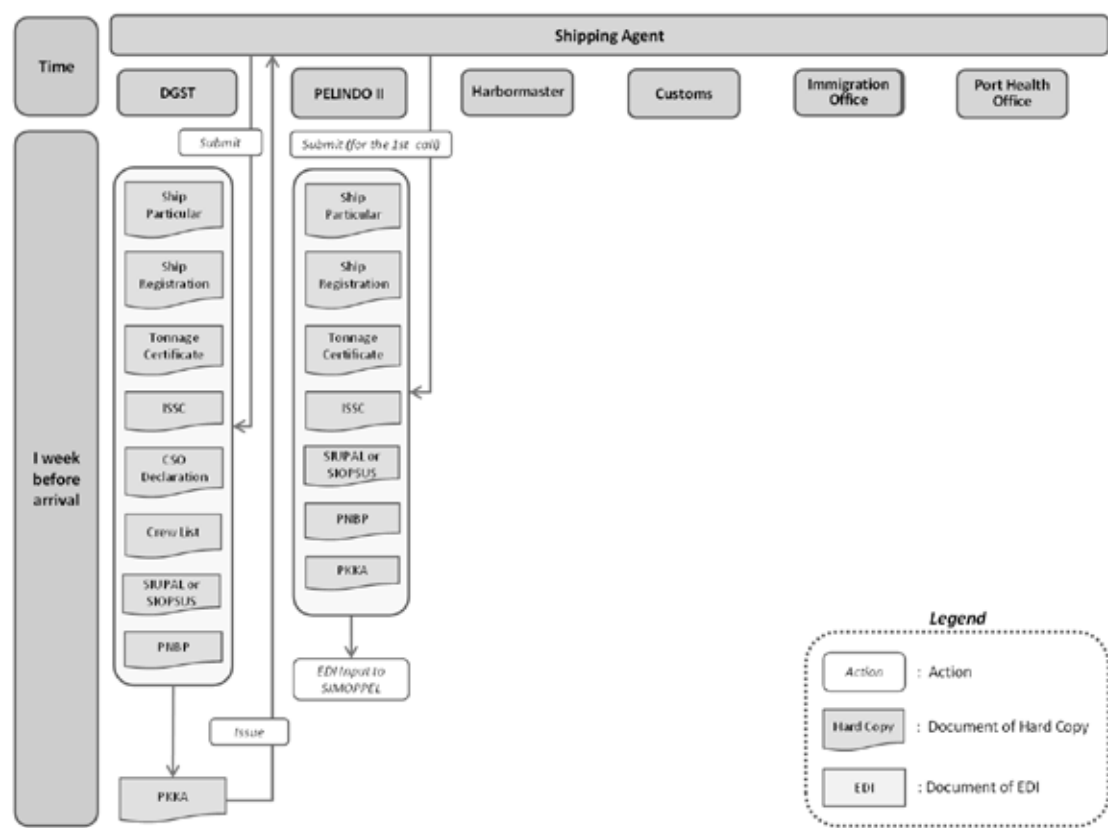 Time
Shipping Agent
DGST
PELINDO II
Harbormaster
Customs
Immigration
Office
Port Health
Office
Submit
Submit (for the 1st call)
1 week
before
arrival
Ship
Particular
Ship
Registration
Tonnage
Certificate
ISSC
CSO
Declaration
Crew List
SIUPAL or
SIOPSUS
PNBP
Issue
PKKA
Ship
Particular
Ship
Registration
Tonnage
Certificate
ISSC
SIUPAL or
SIOPSUS
PNBP
PKKA
EDI Input to
SIMOPPEL
Legend
Action : Action
Hard Copy : Document of Hard Copy
EDI : Document of EDI